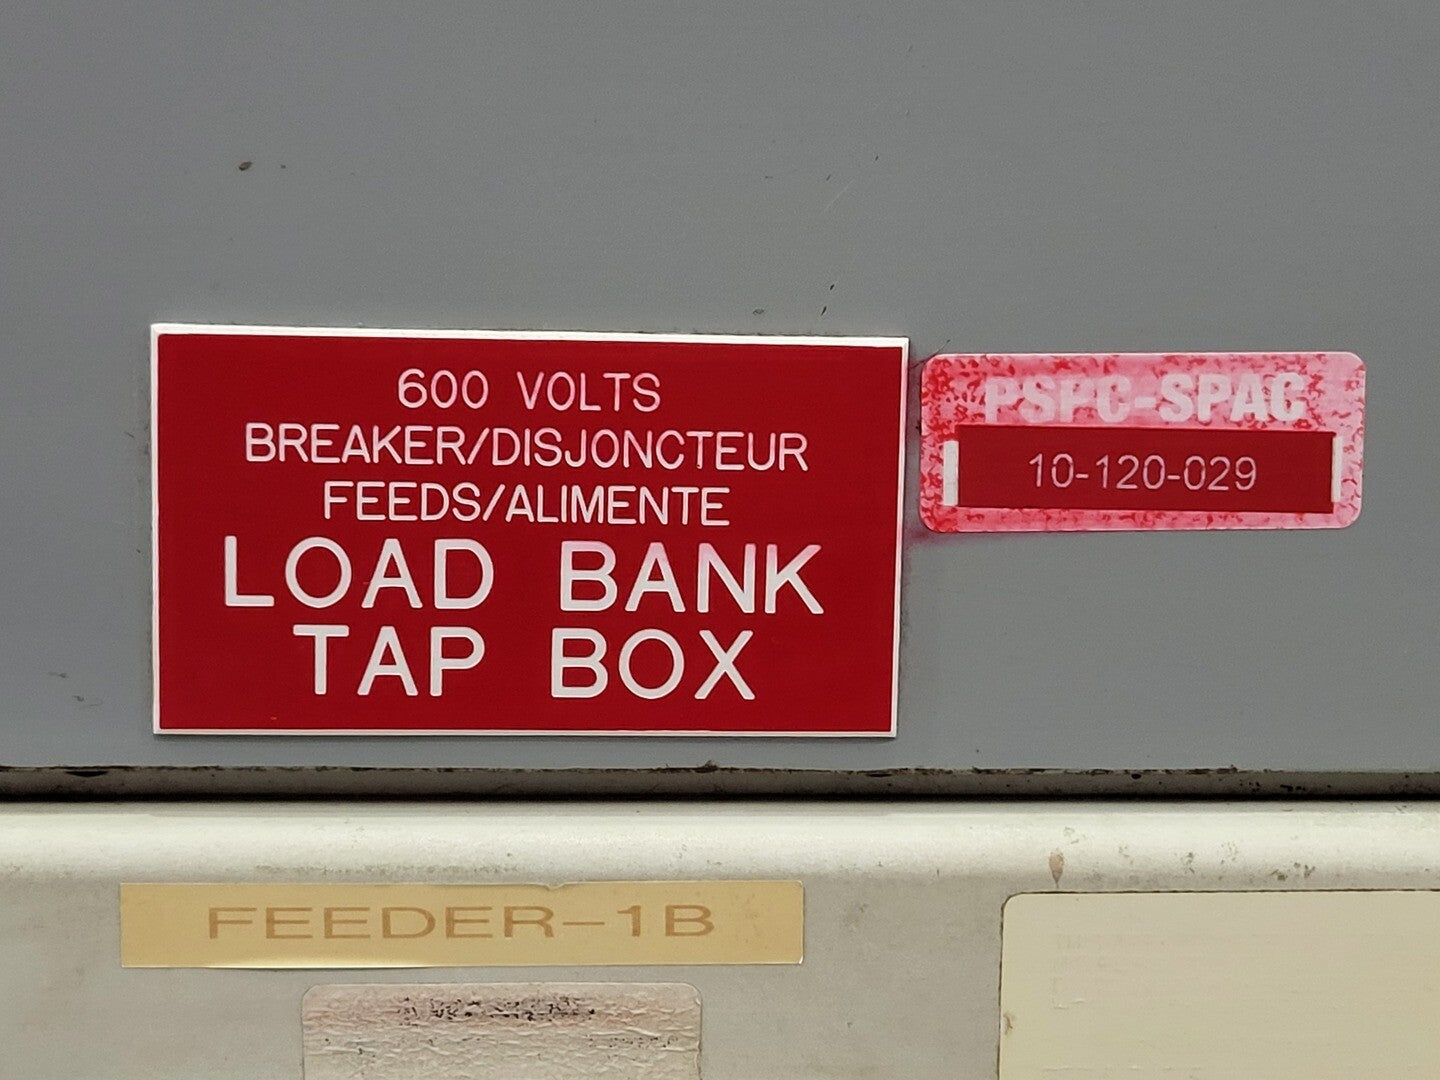 600 VOLTS
BREAKER/DISJONCTEUR
FEEDS/ALIMENTE
LOAD BANK
TAP BOX
PSPC-SPAC
10-120-029
FEEDER-1B